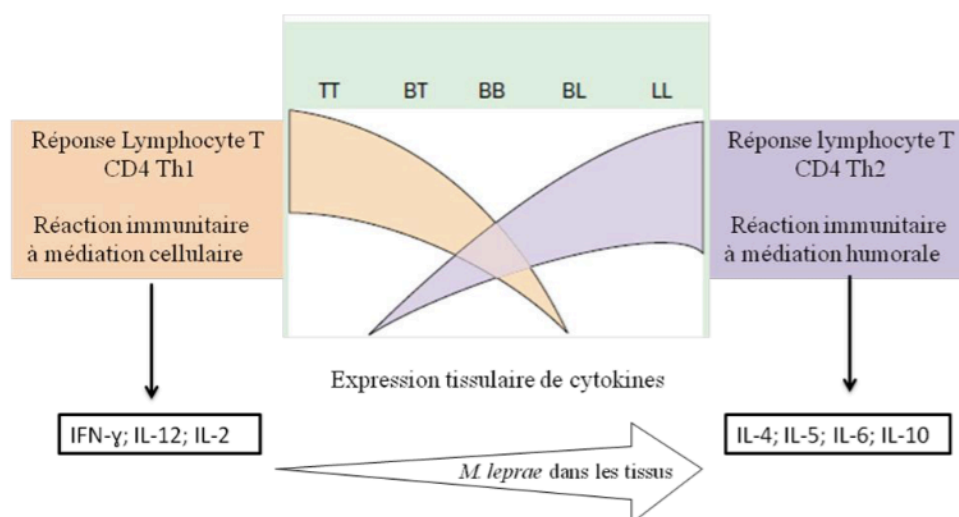 TT BT BB BL LL
Réponse Lymphocyte T
CD4 Th1
Réaction immunitaire
à médiation cellulaire
Réponse lymphocyte T
CD4 Th2
Réaction immunitaire
à médiation humorale
Expression tissulaire de cytokines
IFN-ɣ; IL-12; IL-2
IL-4; IL-5; IL-6; IL-10
M. leprae dans les tissus